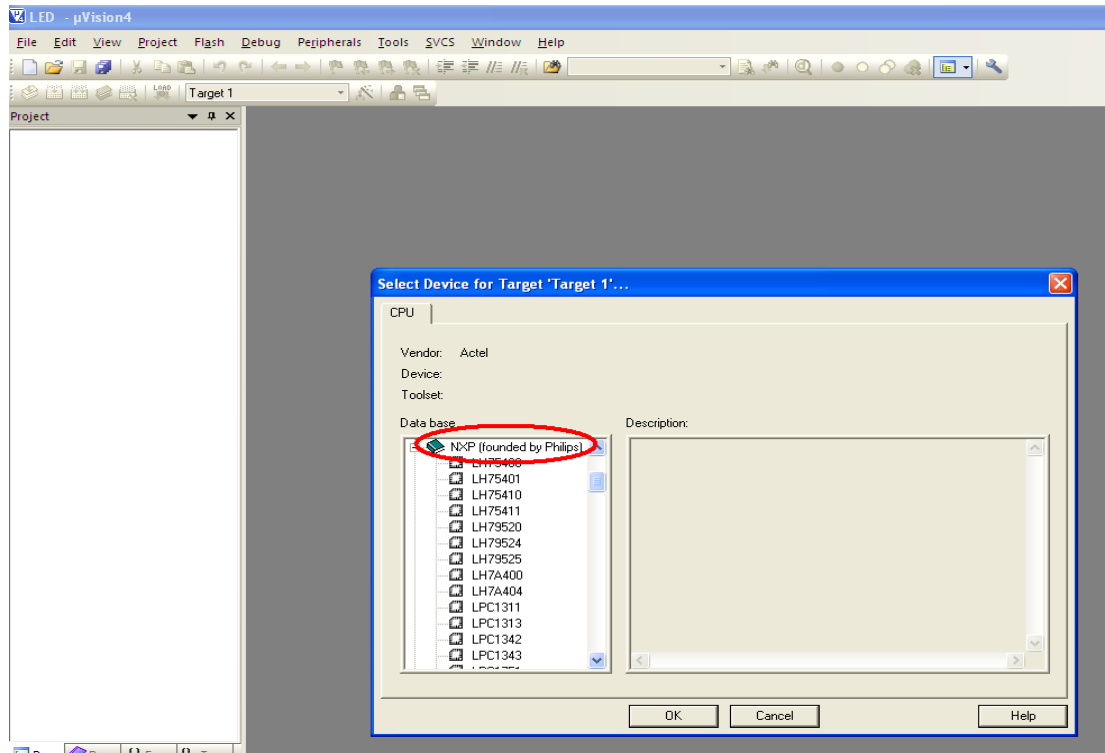 LED - µVision4
File Edit View Project Flash Debug Peripherals Tools SVCS Window Help
LOAD Target 1
Project
Select Device for Target 'Target 1'...
CPU
Vendor: Actel
Device:
Toolset:
Data base Description:
NXP (founded by Philips)
LH75401
LH75410
LH75411
LH79520
LH79524
LH79525
LH7A400
LH7A404
LPC1311
LPC1313
LPC1342
LPC1343
OK Cancel Help